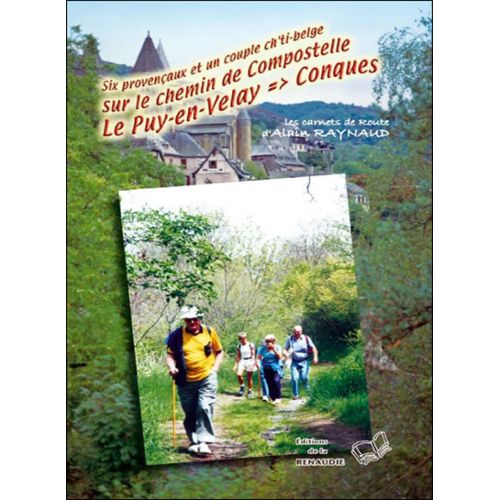 Six provençaux et un couple ch'ti-belge
sur le chemin de Compostelle
Le Puy-en-Velay => Conques
les carnets de Route
d'Alain RAYNAUD
Editions
de la
RENAUDIE